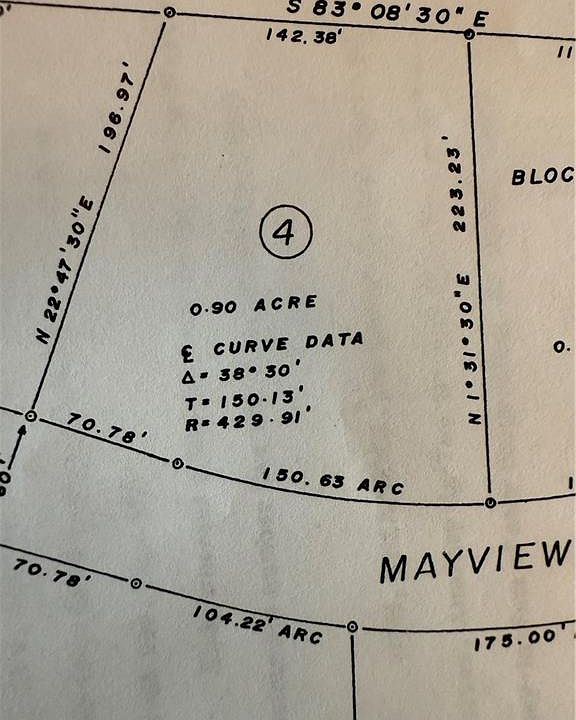 S 83° 08' 30" E
142.38'
11
196.97'
N 22° 47' 30" E
223.23'
N 1° 31' 30" E
BLOC
4
0.90 ACRE
℄ CURVE DATA
Δ= 38° 30'
T= 150.13'
R= 429.91'
0.
70.78'
150.63 ARC
1
MAYVIEW
70.78'
104.22' ARC
175.00'